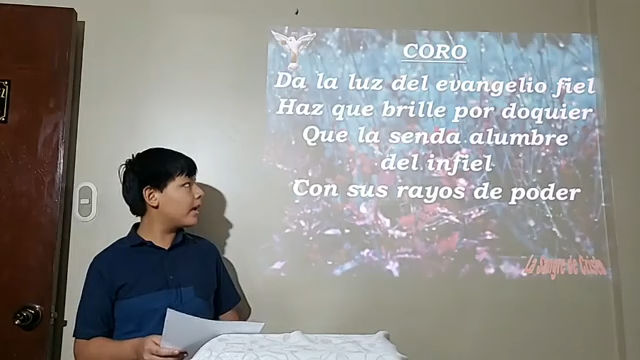 CORO
Da la luz del evangelio fiel
Haz que brille por doquier
Que la senda alumbre
del infiel
Con sus rayos de poder
La Sangre de Cristo